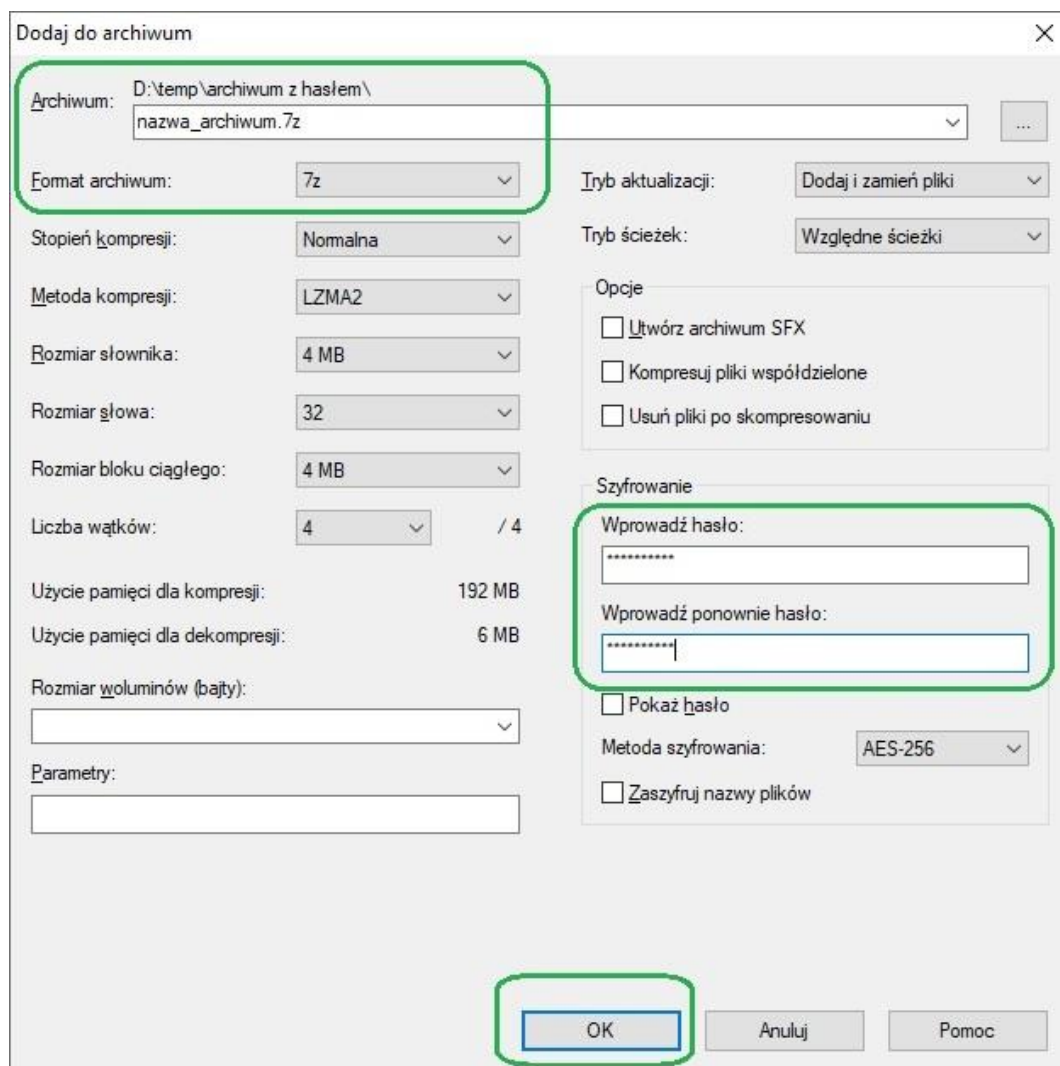 Dodaj do archiwum
Archiwum:
D:\temp\archiwum z hasłem\
nazwa_archiwum.7z
...
Format archiwum: 7z
Tryb aktualizacji: Dodaj i zamień pliki
Stopień kompresji: Normalna
Tryb ścieżek: Względne ścieżki
Metoda kompresji: LZMA2
Opcje
Utwórz archiwum SFX
Rozmiar słownika: 4 MB
Kompresuj pliki współdzielone
Rozmiar słowa: 32
Usuń pliki po skompresowaniu
Rozmiar bloku ciągłego: 4 MB
Szyfrowanie
Liczba wątków: 4 / 4
Wprowadź hasło:
**********
Użycie pamięci dla kompresji: 192 MB
Wprowadź ponownie hasło:
Użycie pamięci dla dekompresji: 6 MB
**********
Rozmiar woluminów (bajty):
Pokaż hasło
Metoda szyfrowania: AES-256
Parametry:
Zaszyfruj nazwy plików
OK Anuluj Pomoc